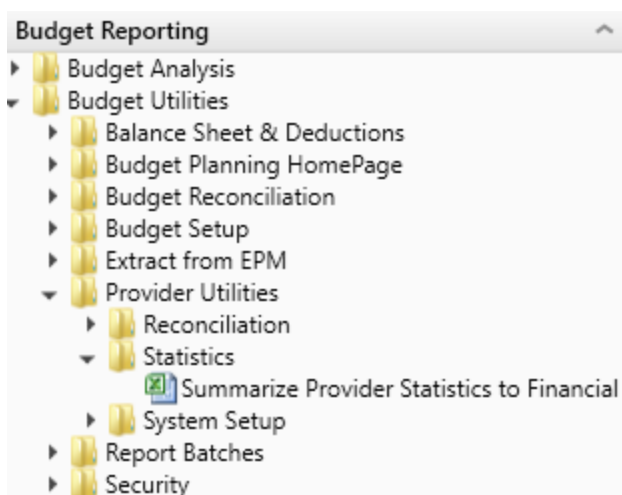 Budget Reporting
Budget Analysis
Budget Utilities
Balance Sheet & Deductions
Budget Planning HomePage
Budget Reconciliation
Budget Setup
Extract from EPM
Provider Utilities
Reconciliation
Statistics
Summarize Provider Statistics to Financial
System Setup
Report Batches
Security